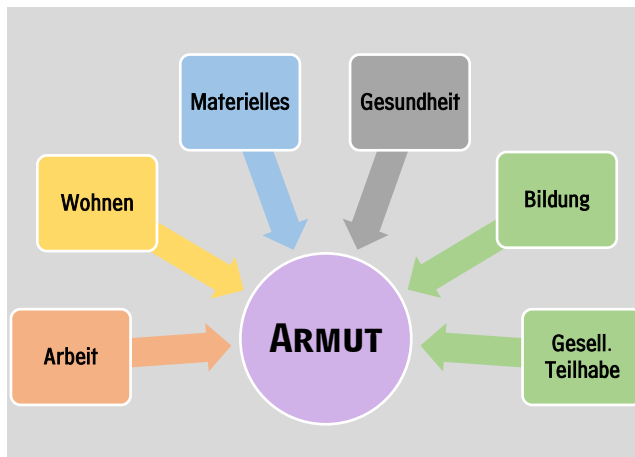 Materielles
Gesundheit
Wohnen
Bildung
Arbeit
ARMUT
Gesell.
Teilhabe